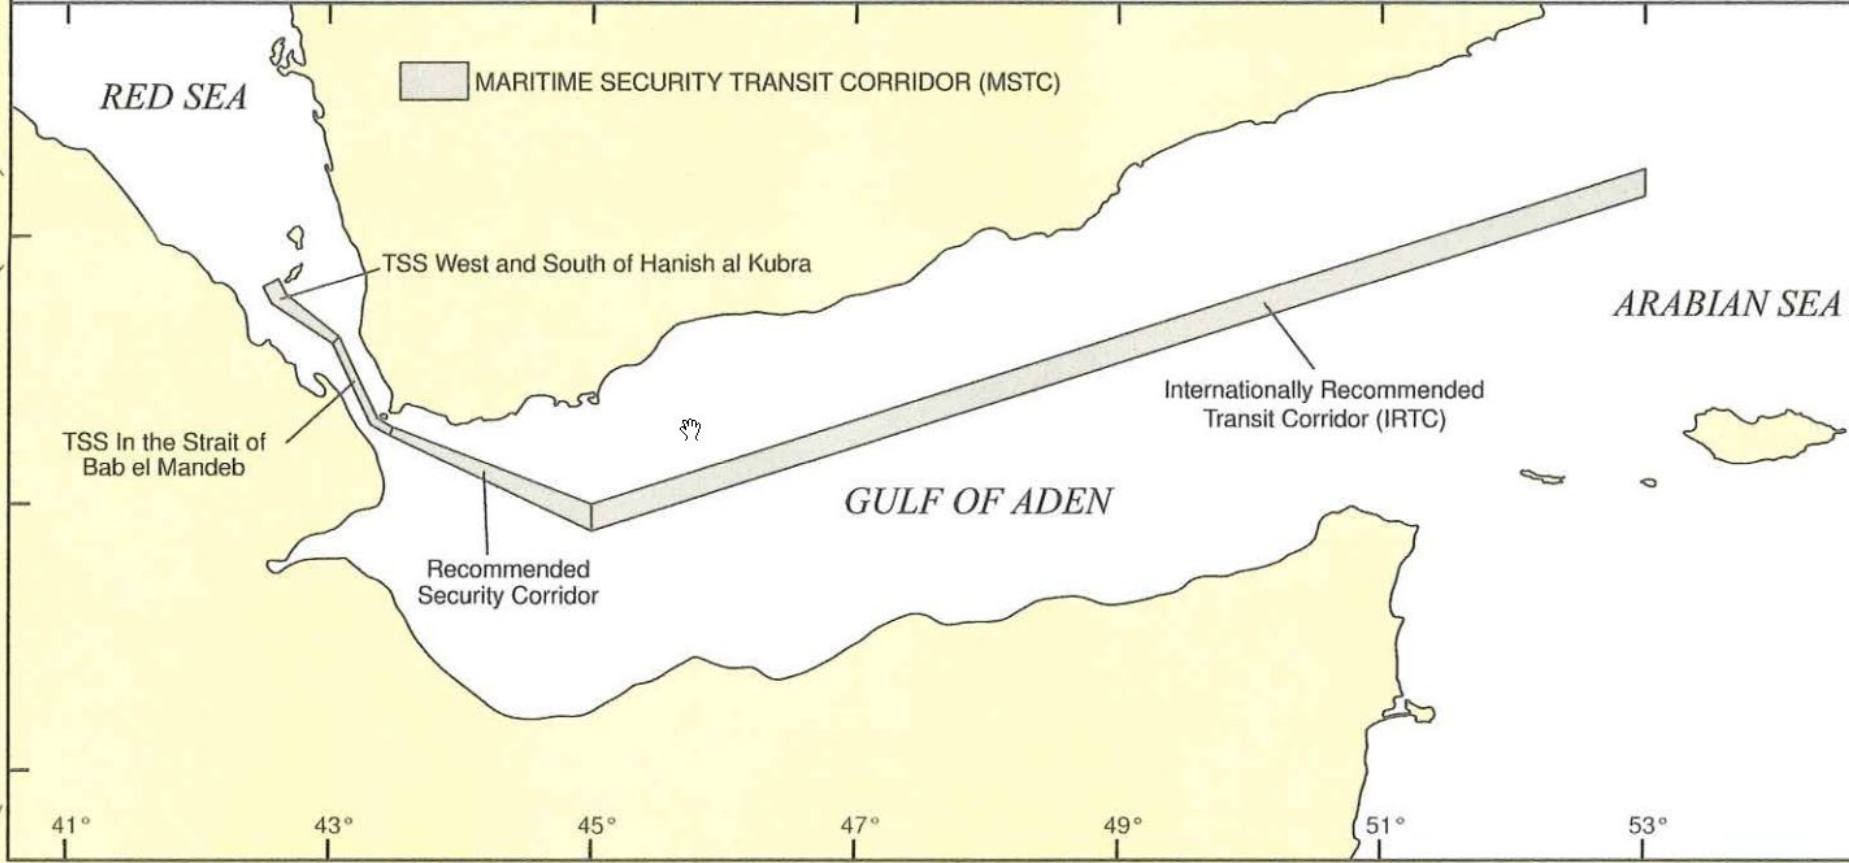 RED SEA
MARITIME SECURITY TRANSIT CORRIDOR (MSTC)
TSS West and South of Hanish al Kubra
ARABIAN SEA
Internationally Recommended
Transit Corridor (IRTC)
TSS In the Strait of
Bab el Mandeb
GULF OF ADEN
Recommended
Security Corridor
41° 43° 45° 47° 49° 51° 53°